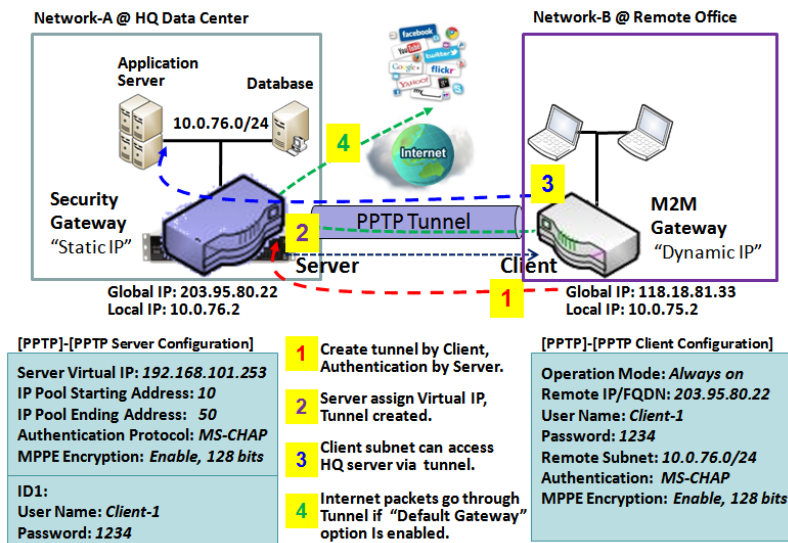 Network-A @ HQ Data Center
Network-B @ Remote Office
Application
Server
Database
10.0.76.0/24
facebook
You Tube
twitter
Google+
flickr
YAHOO!
my
Internet
4
3
Security
Gateway
"Static IP"
2
PPTP Tunnel
M2M
Gateway
"Dynamic IP"
Server
Client
1
Global IP: 203.95.80.22
Local IP: 10.0.76.2
Global IP: 118.18.81.33
Local IP: 10.0.75.2
[PPTP]-[PPTP Server Configuration]
Server Virtual IP: 192.168.101.253
IP Pool Starting Address: 10
IP Pool Ending Address: 50
Authentication Protocol: MS-CHAP
MPPE Encryption: Enable, 128 bits
ID1:
User Name: Client-1
Password: 1234
1 Create tunnel by Client,
Authentication by Server.
2 Server assign Virtual IP,
Tunnel created.
3 Client subnet can access
HQ server via tunnel.
4 Internet packets go through
Tunnel if "Default Gateway"
option Is enabled.
[PPTP]-[PPTP Client Configuration]
Operation Mode: Always on
Remote IP/FQDN: 203.95.80.22
User Name: Client-1
Password: 1234
Remote Subnet: 10.0.76.0/24
Authentication: MS-CHAP
MPPE Encryption: Enable, 128 bits